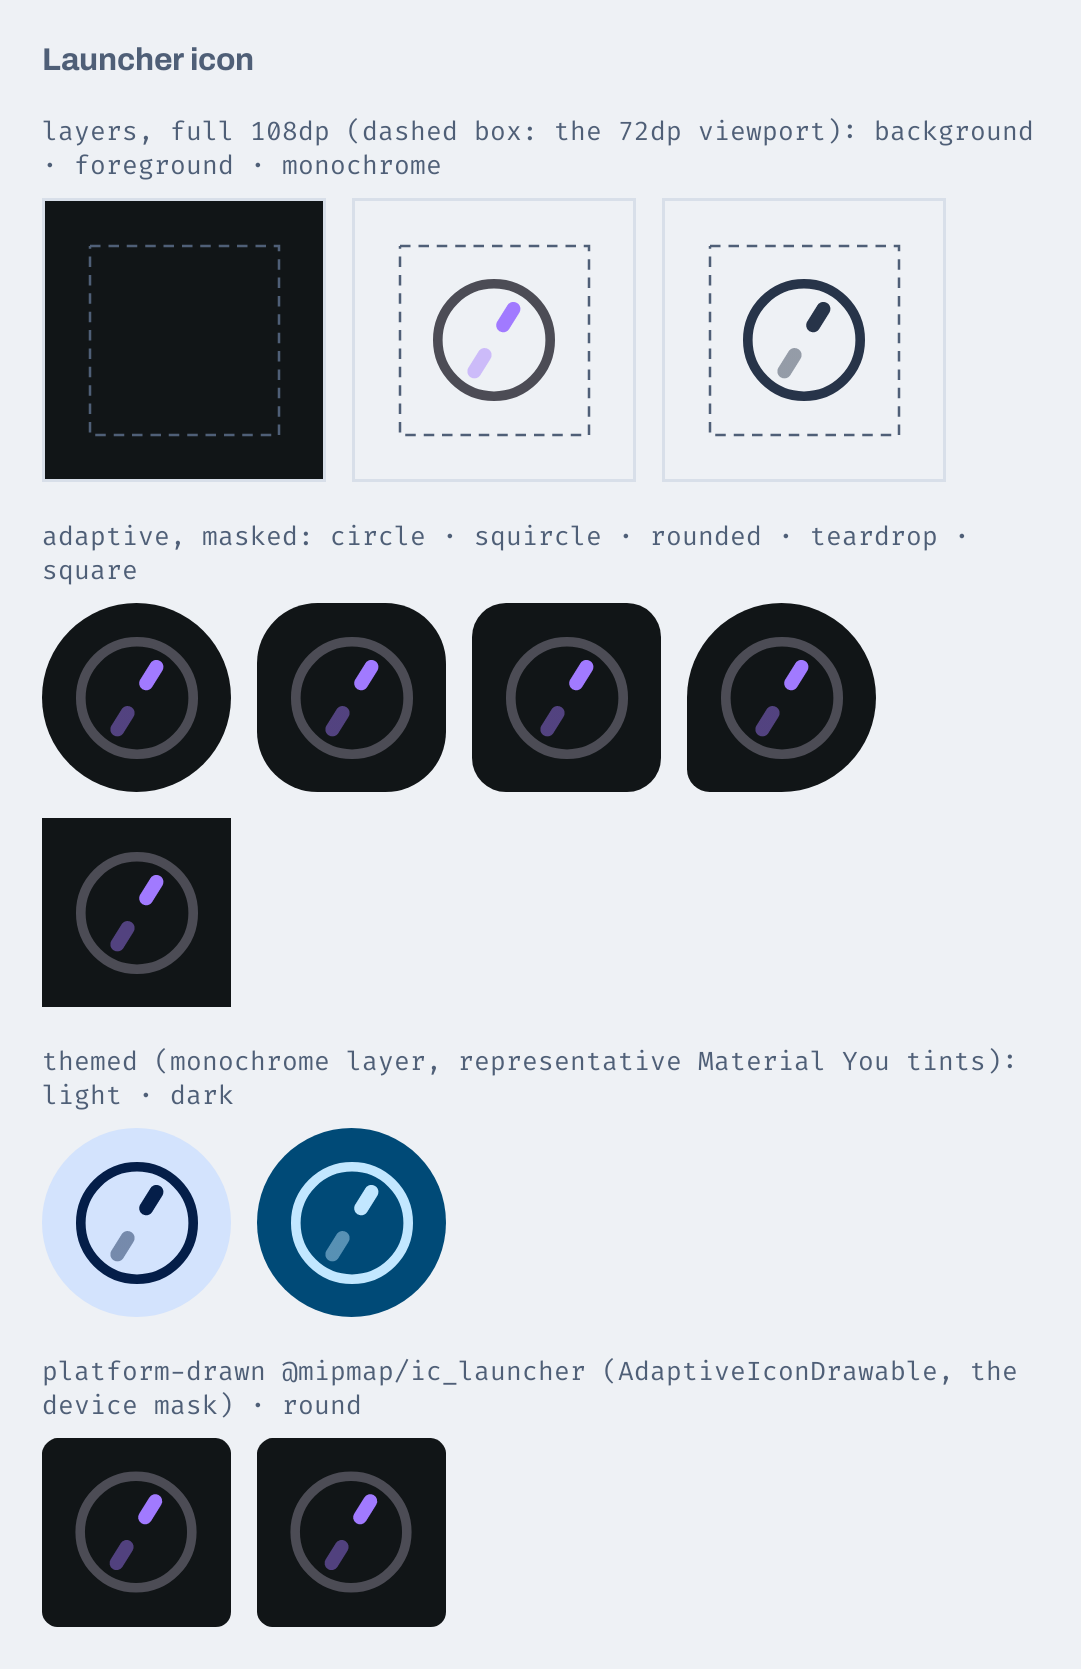 Launcher icon
layers, full 108dp (dashed box: the 72dp viewport): background
· foreground · monochrome
adaptive, masked: circle · squircle · rounded · teardrop ·
square
themed (monochrome layer, representative Material You tints):
light · dark
platform-drawn @mipmap/ic_launcher (AdaptiveIconDrawable, the
device mask) · round